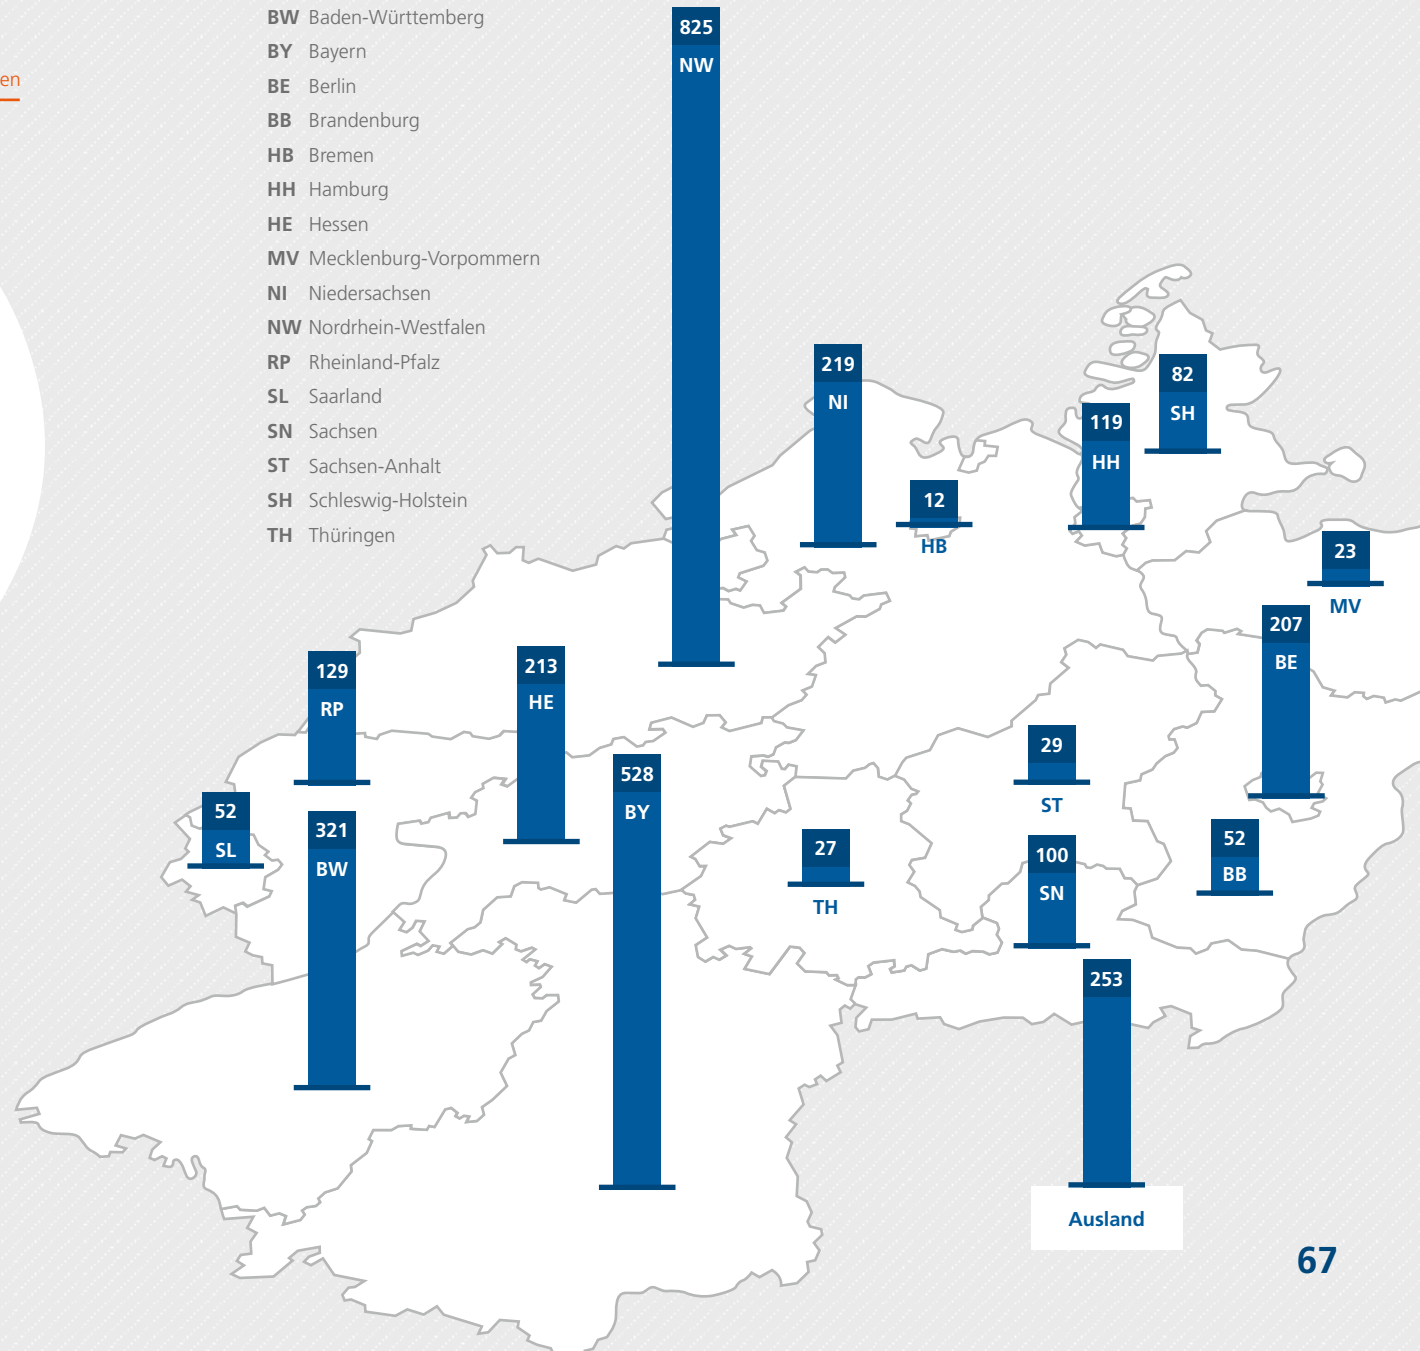 en
BW Baden-Württemberg
BY Bayern
BE Berlin
BB Brandenburg
HB Bremen
HH Hamburg
HE Hessen
MV Mecklenburg-Vorpommern
NI Niedersachsen
NW Nordrhein-Westfalen
RP Rheinland-Pfalz
SL Saarland
SN Sachsen
ST Sachsen-Anhalt
SH Schleswig-Holstein
TH Thüringen
825
NW
219
NI
82
SH
119
HH
12
HB
23
MV
207
BE
129
RP
213
HE
528
BY
29
ST
52
SL
321
BW
27
TH
100
SN
52
BB
253
Ausland
67